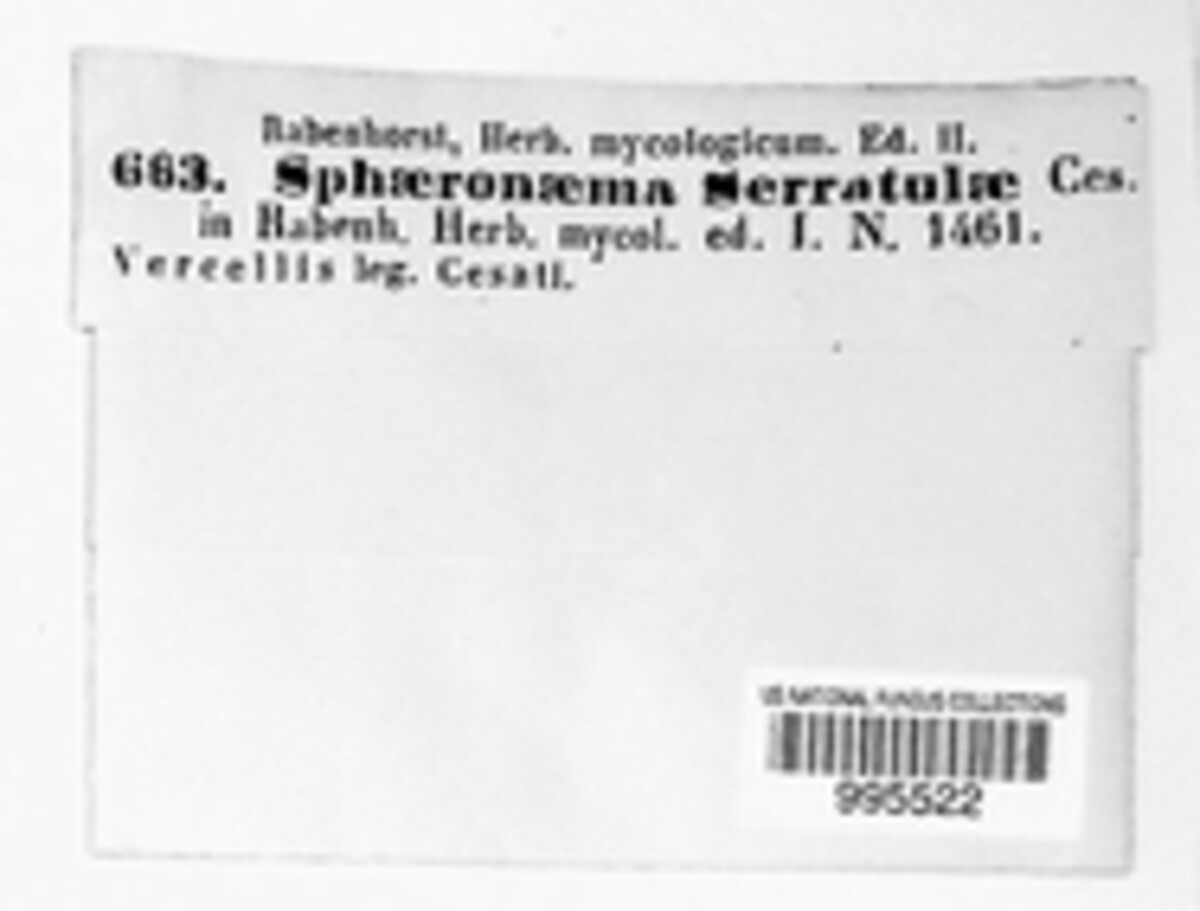 Rabenhorst, Herb. mycologicum. Ed. II.
663. Sphæronæma Serratulæ Ces.
in Rabenh. Herb. mycol. ed. I. N. 1461.
Vercellis leg. Cesati.
US NATIONAL FUNGUS COLLECTIONS
995522